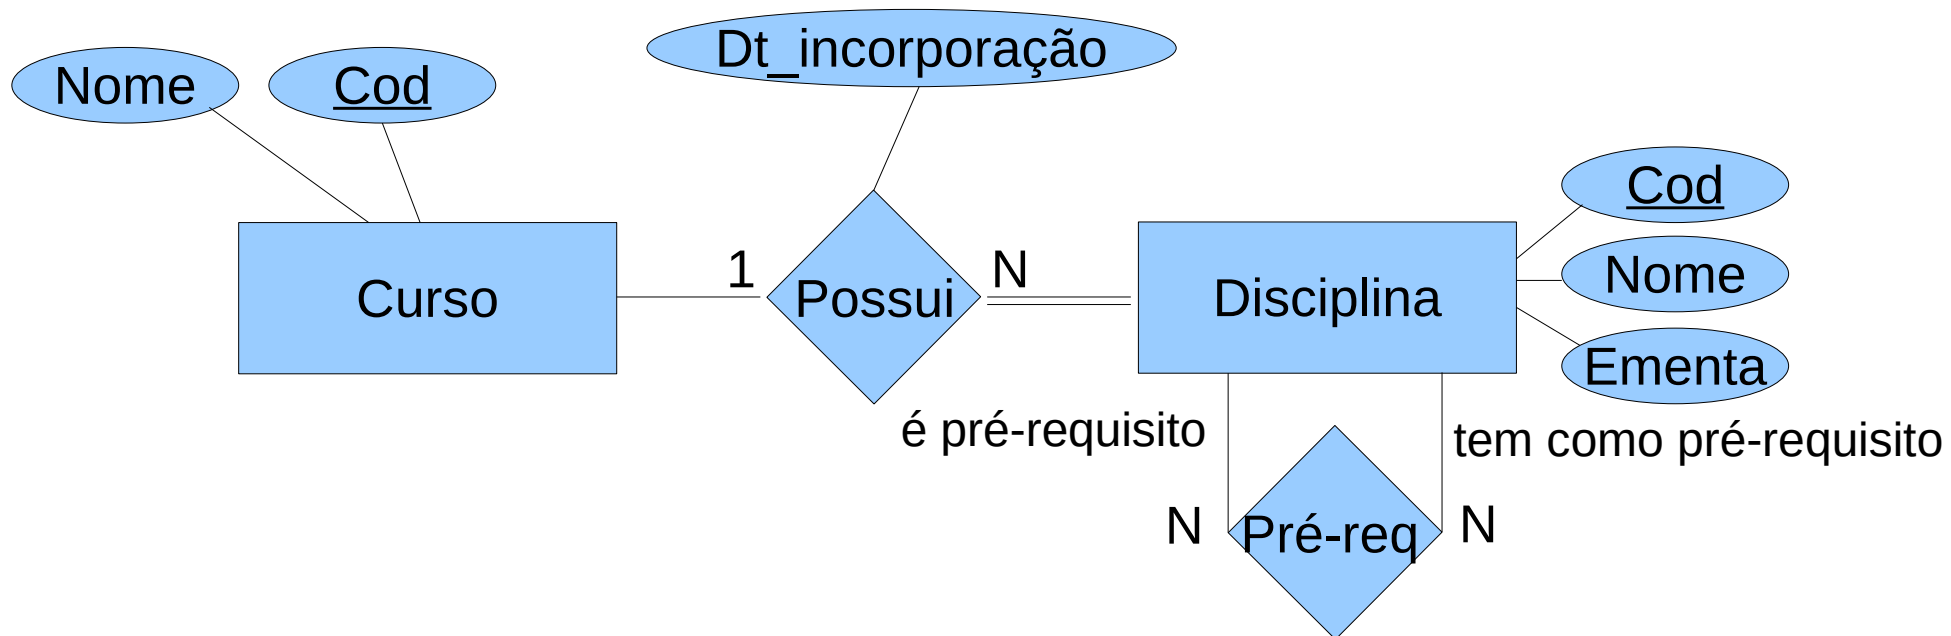 Dt_incorporação
Nome
Cod
Cod
Nome
Ementa
1
N
Curso
Possui
Disciplina
é pré-requisito
tem como pré-requisito
N
Pré-req
N